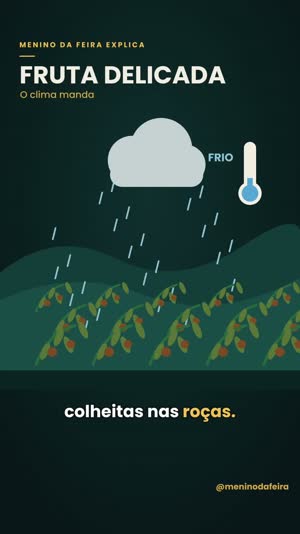 MENINO DA FEIRA EXPLICA
FRUTA DELICADA
O clima manda
FRIO
colheitas nas roças.
@meninodafeira